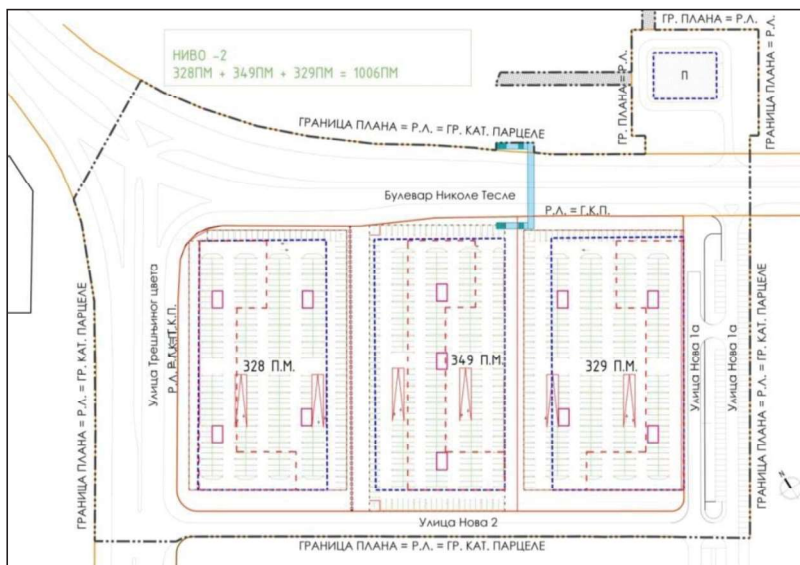 ГР. ПЛАНА = Р.Л.
НИВО -2
328ПМ + 349ПМ + 329ПМ = 1006ПМ
ГР. ПЛАНА = Р.Л.
П
ГРАНИЦА ПЛАНА = Р.Л. = ГР. КАТ. ПАРЦЕЛЕ
Булевар Николе Тесле
Р.Л. = Г.К.П.
Улица Трешњиног цвета
328 П.М.
349 П.М.
329 П.М.
Улица Нова 1а
Улица Нова 1а
ГРАНИЦА ПЛАНА = Р.Л. = ГР. КАТ. ПАРЦЕЛЕ
ГРАНИЦА ПЛАНА = Р.Л. = ГР. КАТ. ПАРЦЕЛЕ
ГРАНИЦА ПЛАНА = Р.Л. = ГР. КАТ. ПАРЦЕЛЕ
Улица Нова 2
ГРАНИЦА ПЛАНА = Р.Л. = ГР. КАТ. ПАРЦЕЛЕ